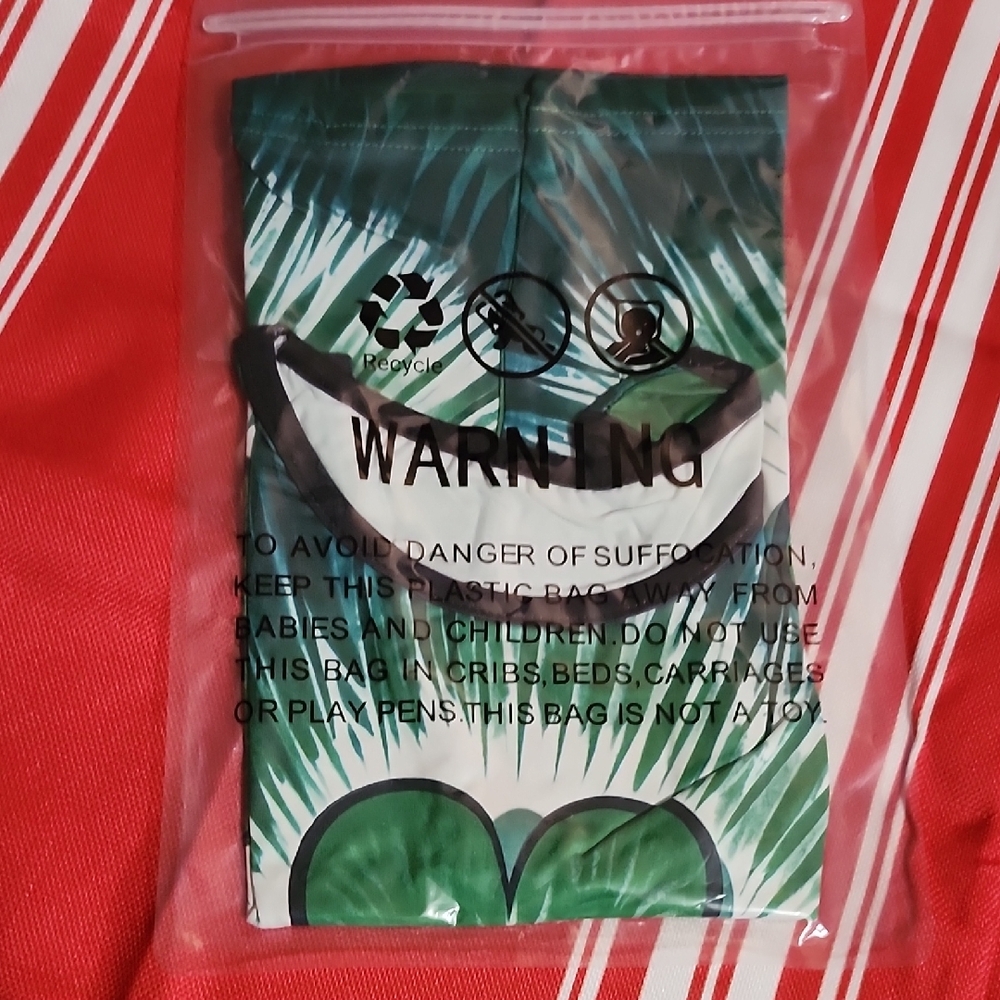 Recycle
WARNING
TO AVOID DANGER OF SUFFOCATION,
KEEP THIS PLASTIC BAG AWAY FROM
BABIES AND CHILDREN.DO NOT USE
THIS BAG IN CRIBS,BEDS,CARRIAGES
OR PLAY PENS.THIS BAG IS NOT A TOY.